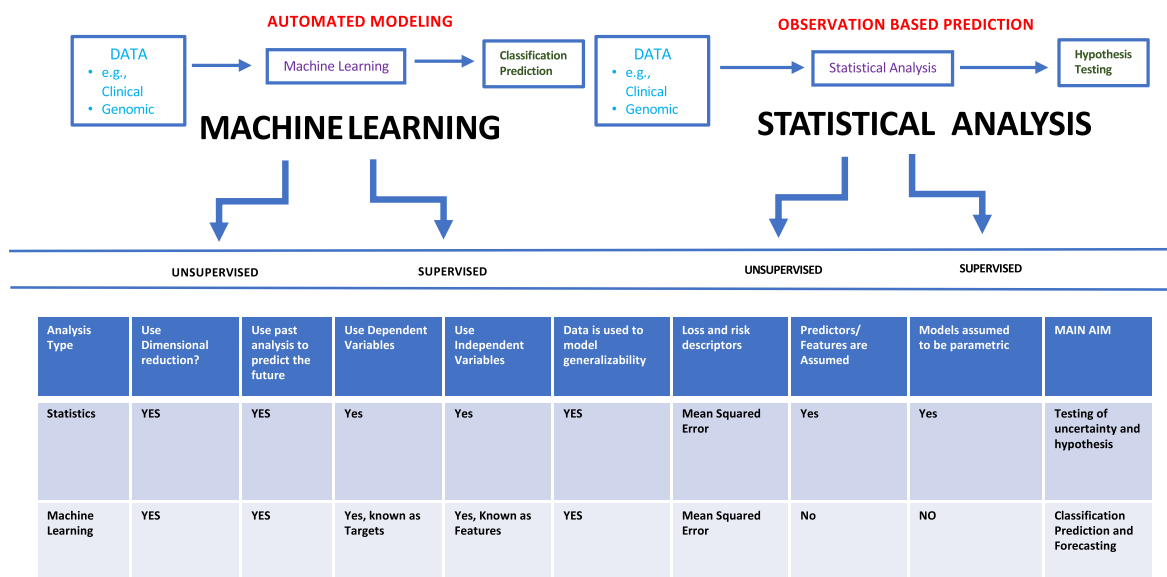 AUTOMATED MODELING
OBSERVATION BASED PREDICTION
DATA
• e.g.,
Clinical
• Genomic
Machine Learning
Classification
Prediction
DATA
• e.g.,
Clinical
• Genomic
Statistical Analysis
Hypothesis
Testing
MACHINE LEARNING
STATISTICAL ANALYSIS
UNSUPERVISED
SUPERVISED
UNSUPERVISED
SUPERVISED
Analysis
Type
Use
Dimensional
reduction?
Use past
analysis to
predict the
future
Use Dependent
Variables
Use
Independent
Variables
Data is used to
model
generalizability
Loss and risk
descriptors
Predictors/
Features are
Assumed
Models assumed
to be parametric
MAIN AIM
Statistics
YES
YES
Yes
Yes
YES
Mean Squared
Error
Yes
Yes
Testing of
uncertainty and
hypothesis
Machine
Learning
YES
YES
Yes, known as
Targets
Yes, Known as
Features
YES
Mean Squared
Error
No
NO
Classification
Prediction and
Forecasting